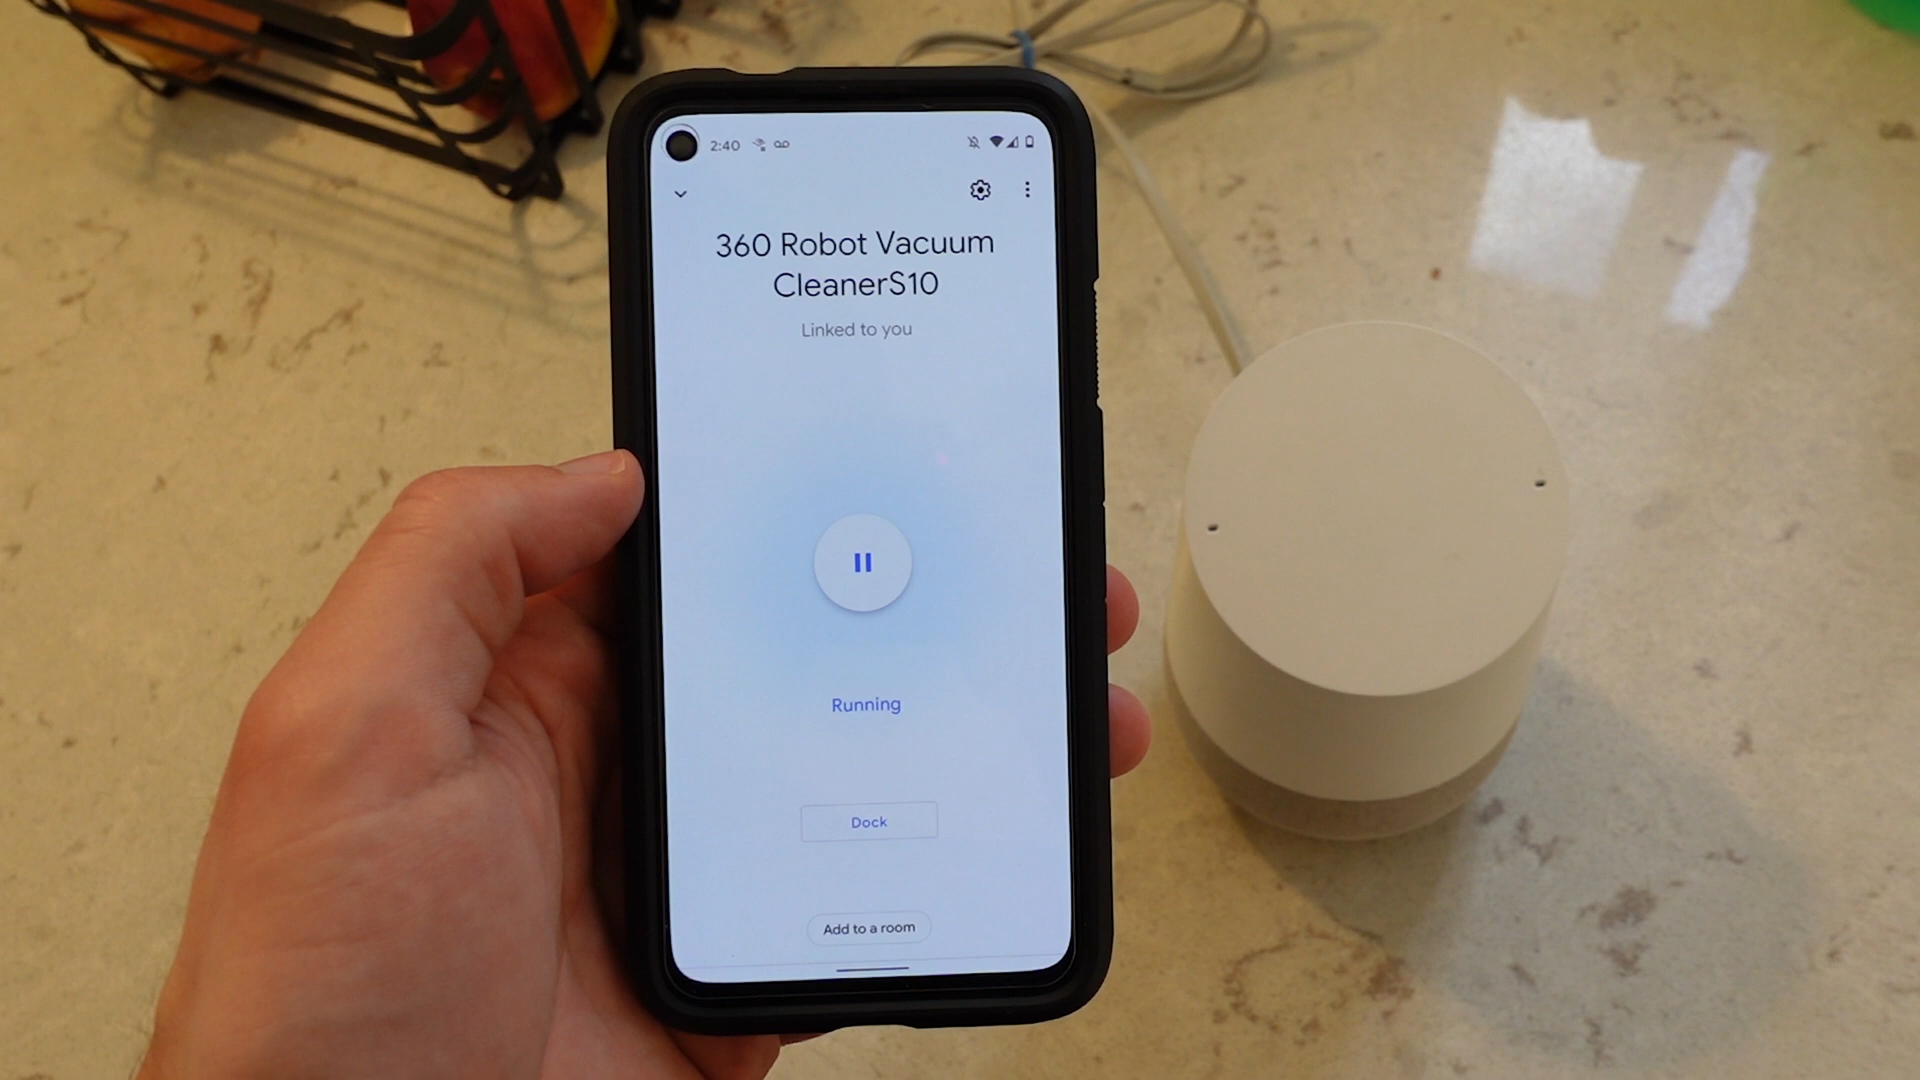 2:40
360 Robot Vacuum
CleanerS10
Linked to you
Running
Dock
Add to a room